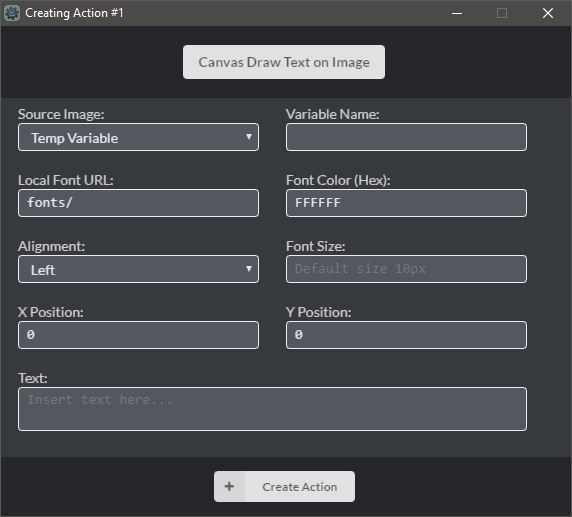 Creating Action #1
Canvas Draw Text on Image
Source Image: Variable Name:
Temp Variable
Local Font URL: Font Color (Hex):
fonts/ FFFFFF
Alignment: Font Size:
Left Default size 10px
X Position: Y Position:
0 0
Text:
Insert text here...
+ Create Action